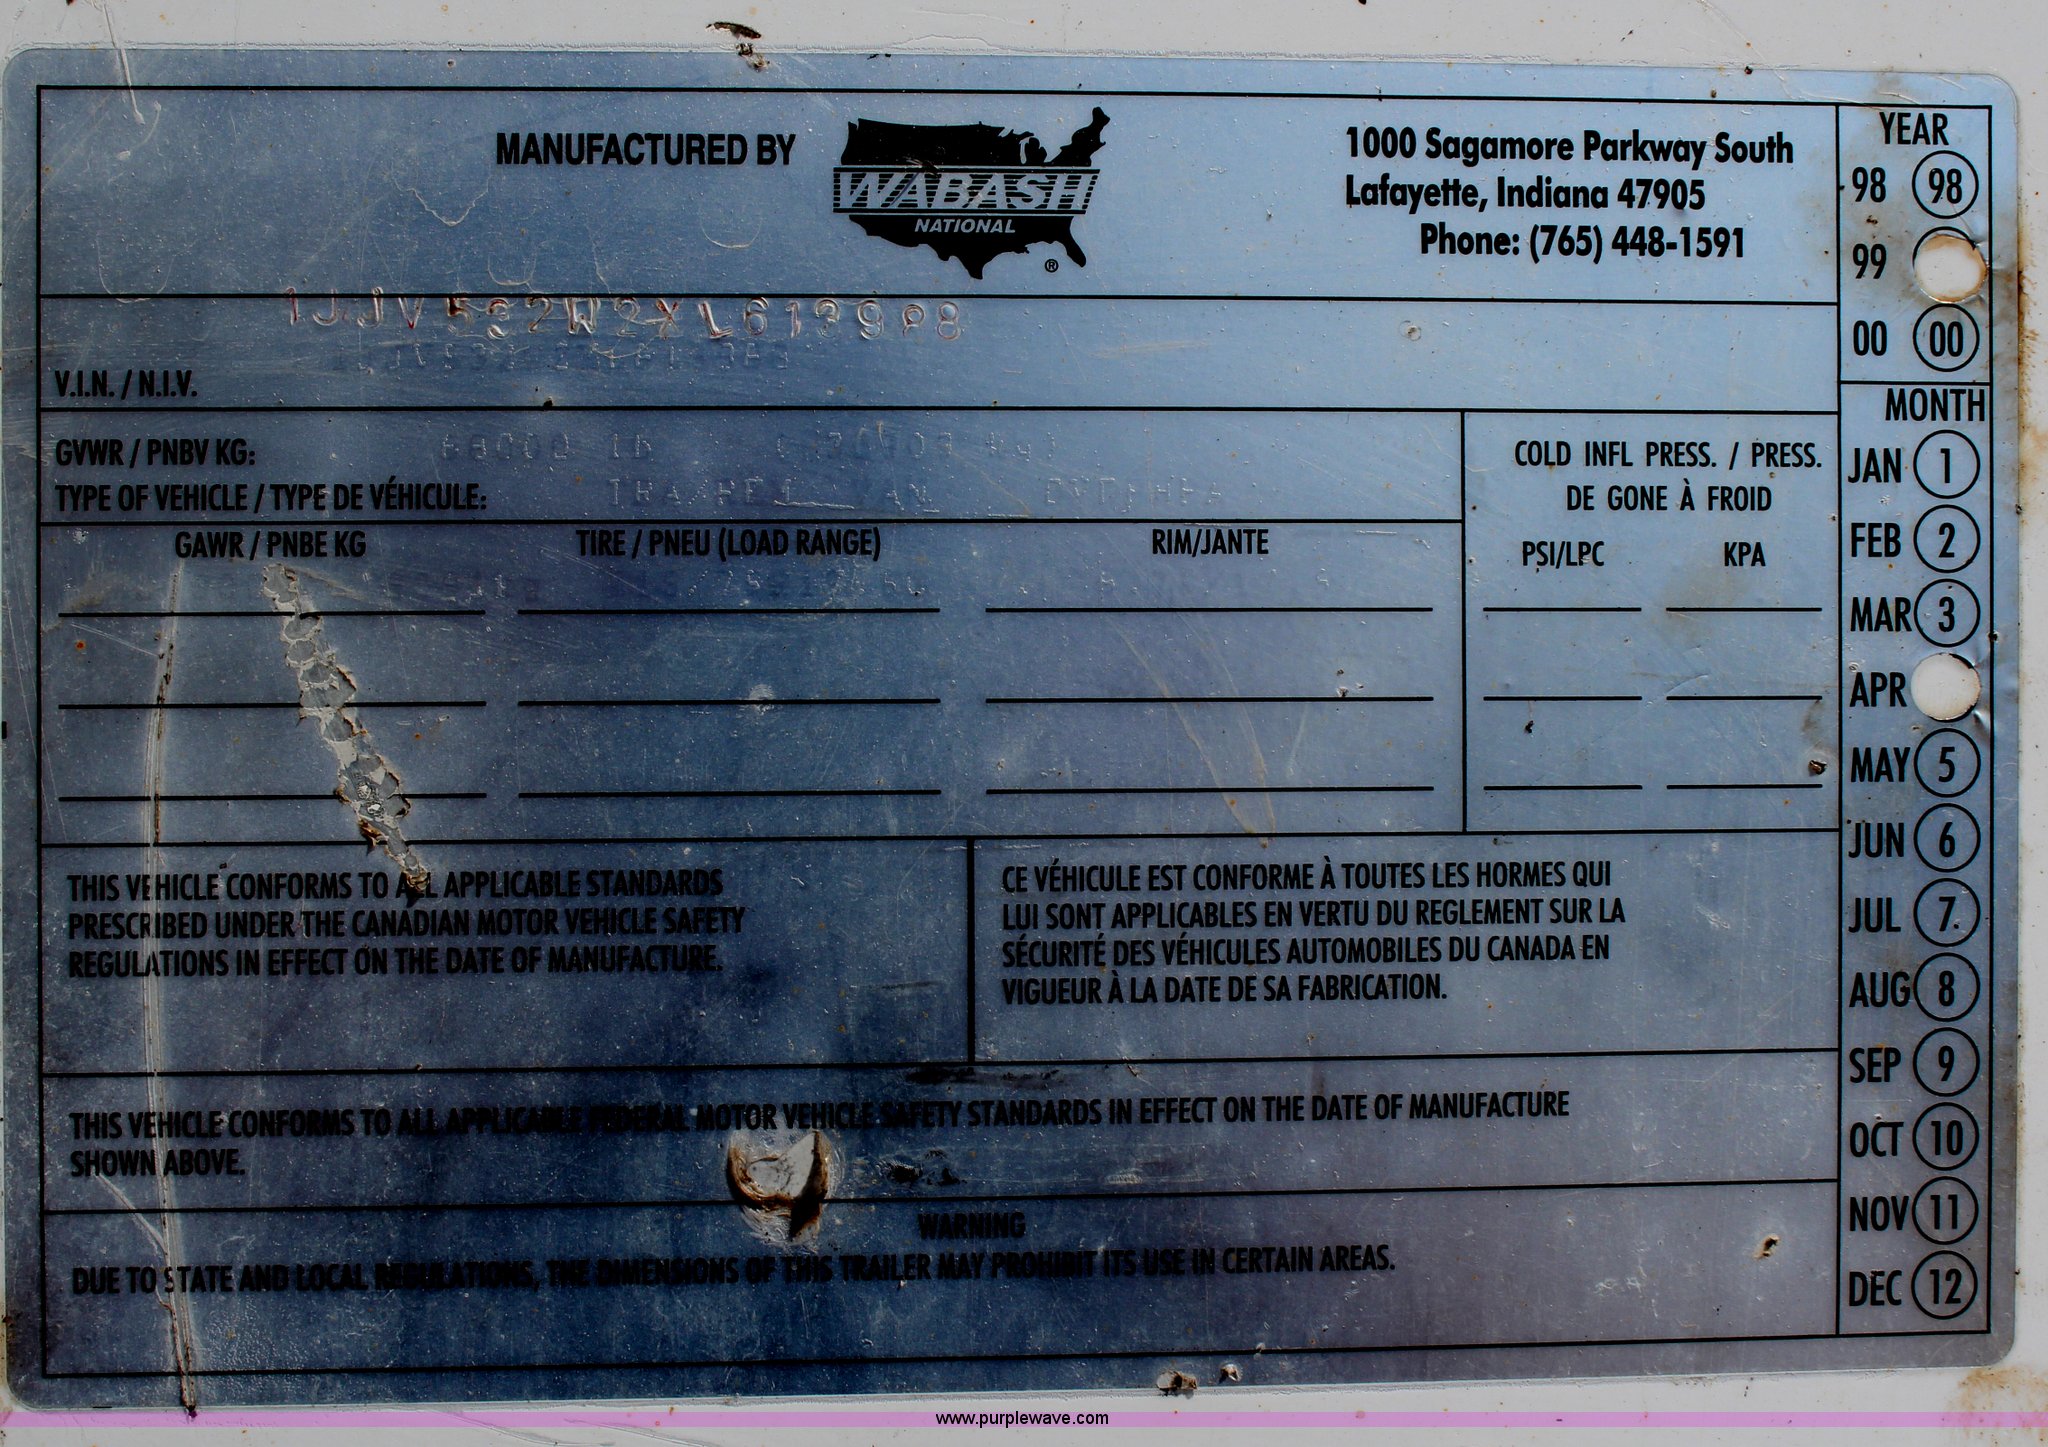 MANUFACTURED BY
WABASH
NATIONAL
®
1000 Sagamore Parkway South
Lafayette, Indiana 47905
Phone: (765) 448-1591
V.I.N. / N.I.V.
GVWR / PNBV KG: 68000 lb
TYPE OF VEHICLE / TYPE DE VÉHICULE:
GAWR / PNBE KG TIRE / PNEU (LOAD RANGE) RIM/JANTE
COLD INFL PRESS. / PRESS.
DE GONE À FROID
PSI/LPC KPA
THIS VEHICLE CONFORMS TO ALL APPLICABLE STANDARDS
PRESCRIBED UNDER THE CANADIAN MOTOR VEHICLE SAFETY
REGULATIONS IN EFFECT ON THE DATE OF MANUFACTURE.
CE VÉHICULE EST CONFORME À TOUTES LES HORMES QUI
LUI SONT APPLICABLES EN VERTU DU REGLEMENT SUR LA
SÉCURITÉ DES VÉHICULES AUTOMOBILES DU CANADA EN
VIGUEUR À LA DATE DE SA FABRICATION.
THIS VEHICLE CONFORMS TO ALL APPLICABLE FEDERAL MOTOR VEHICLE SAFETY STANDARDS IN EFFECT ON THE DATE OF MANUFACTURE
SHOWN ABOVE.
WARNING
DUE TO STATE AND LOCAL REGULATIONS, THE DIMENSIONS OF THIS TRAILER MAY PROHIBIT ITS USE IN CERTAIN AREAS.
YEAR
98 98
99
00 00
MONTH
JAN 1
FEB 2
MAR 3
APR
MAY 5
JUN 6
JUL 7
AUG 8
SEP 9
OCT 10
NOV 11
DEC 12
www.purplewave.com